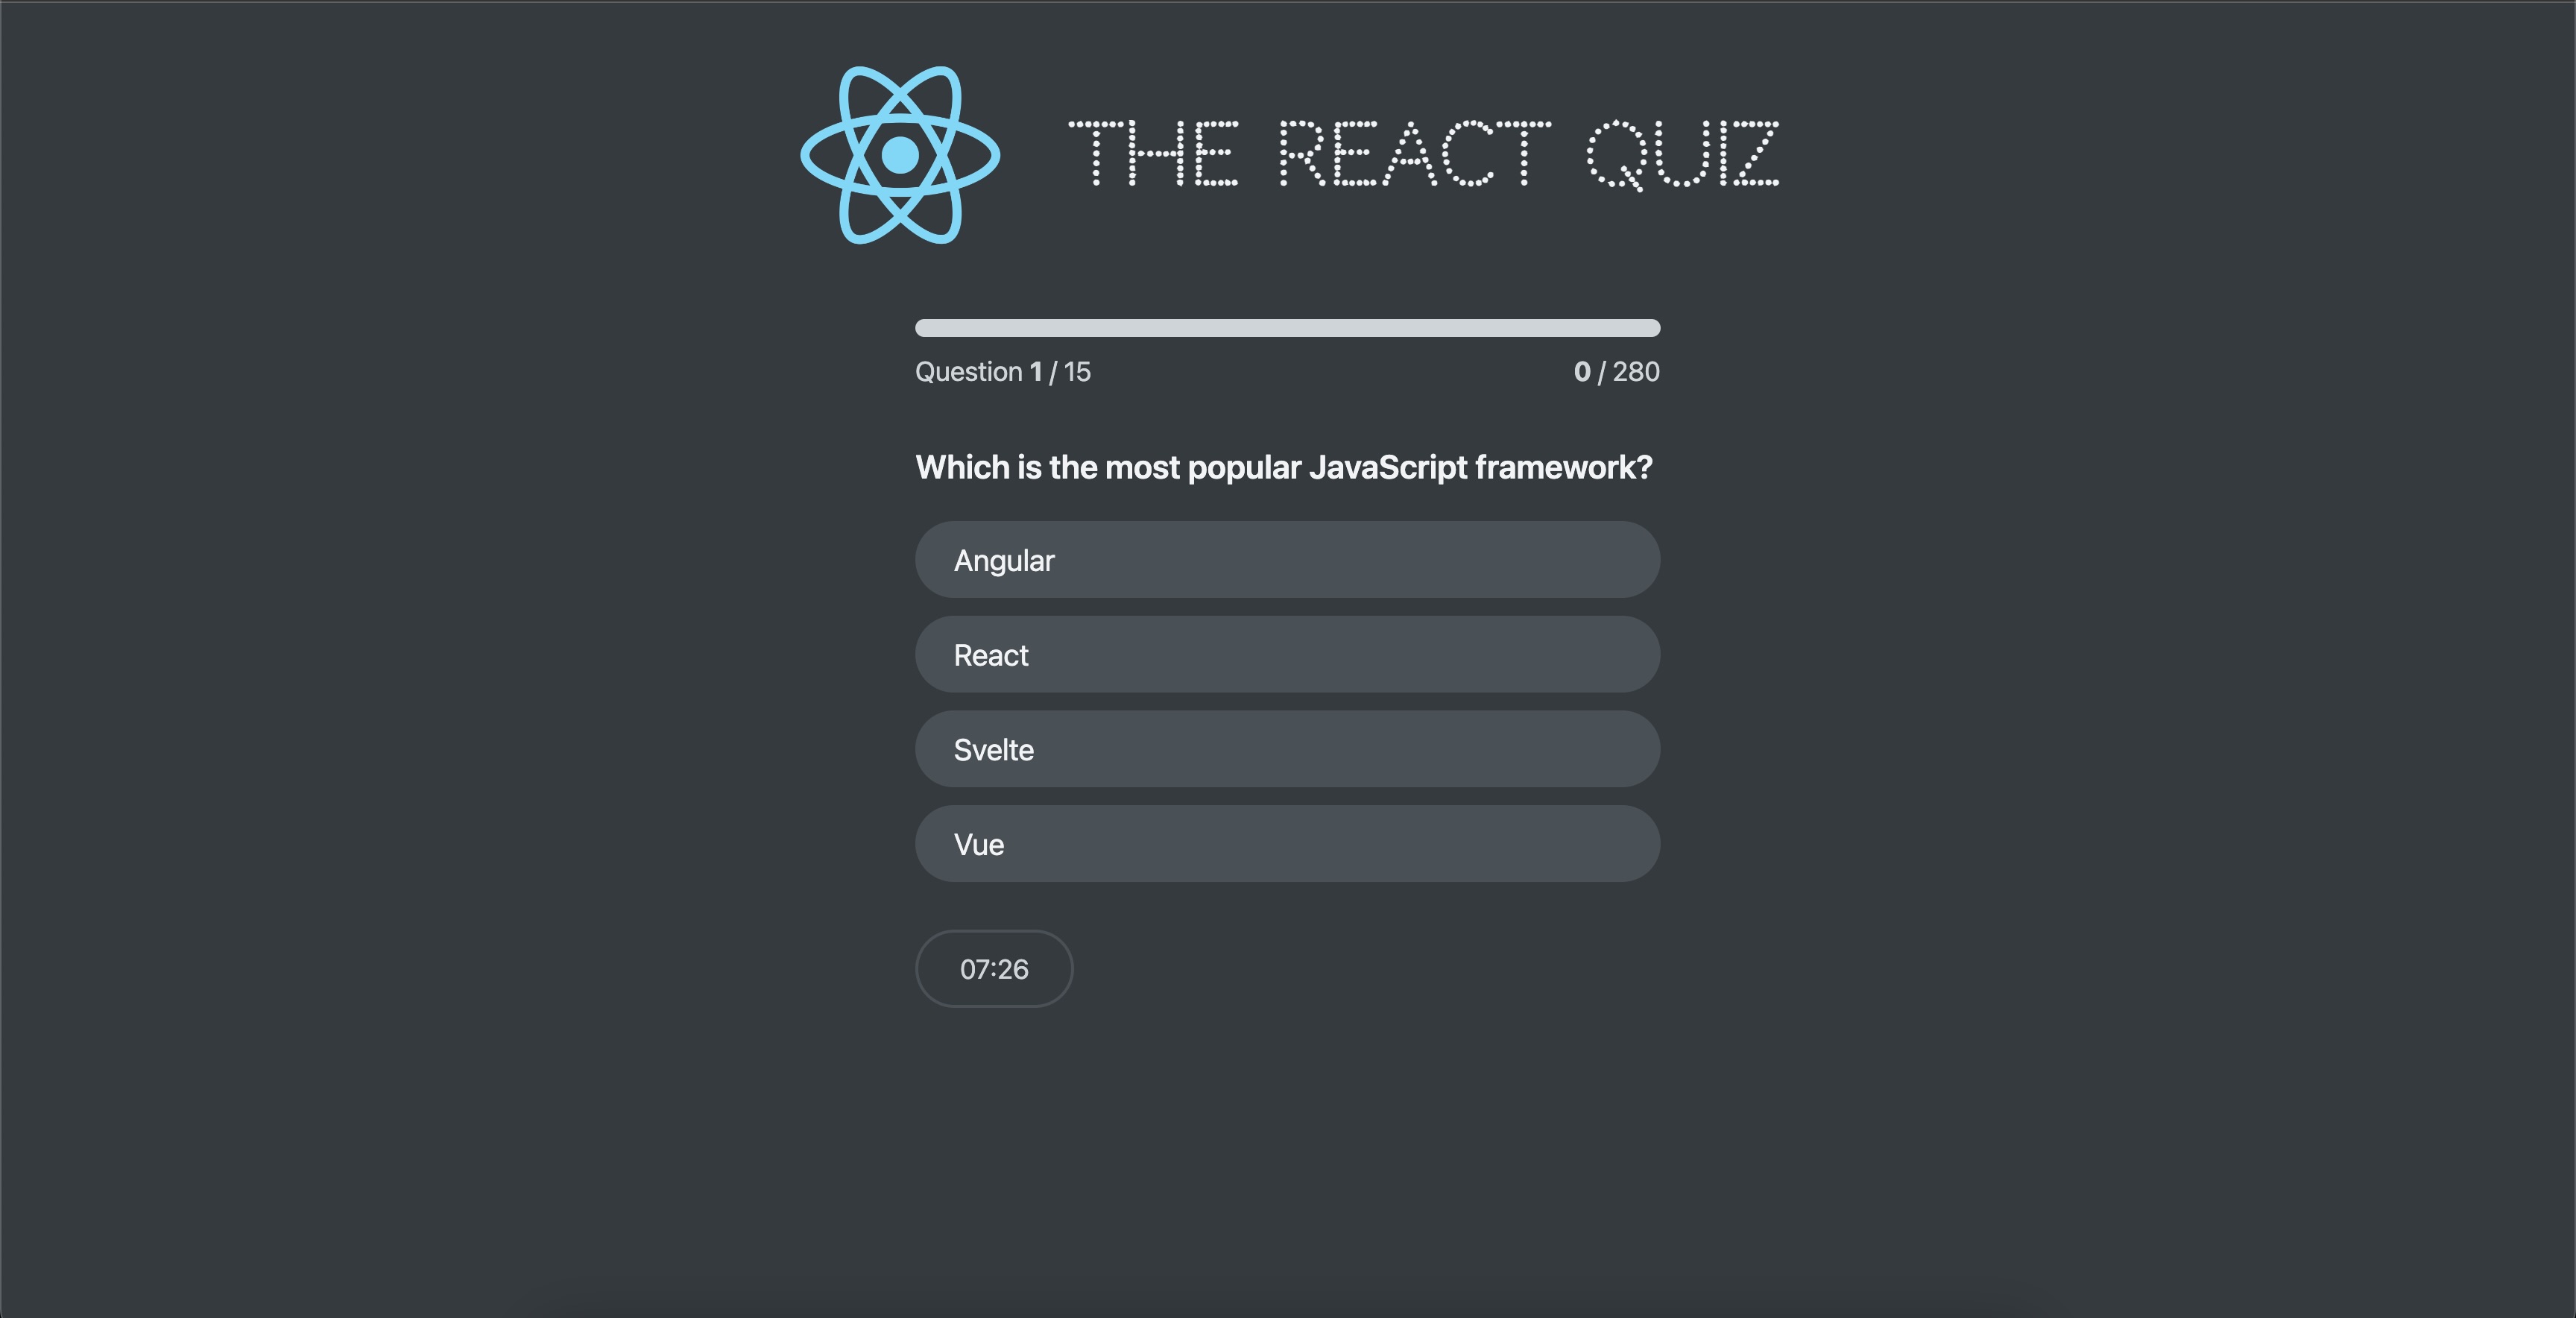 THE REACT QUIZ
Question 1 / 15
0 / 280
Which is the most popular JavaScript framework?
Angular
React
Svelte
Vue
07:26